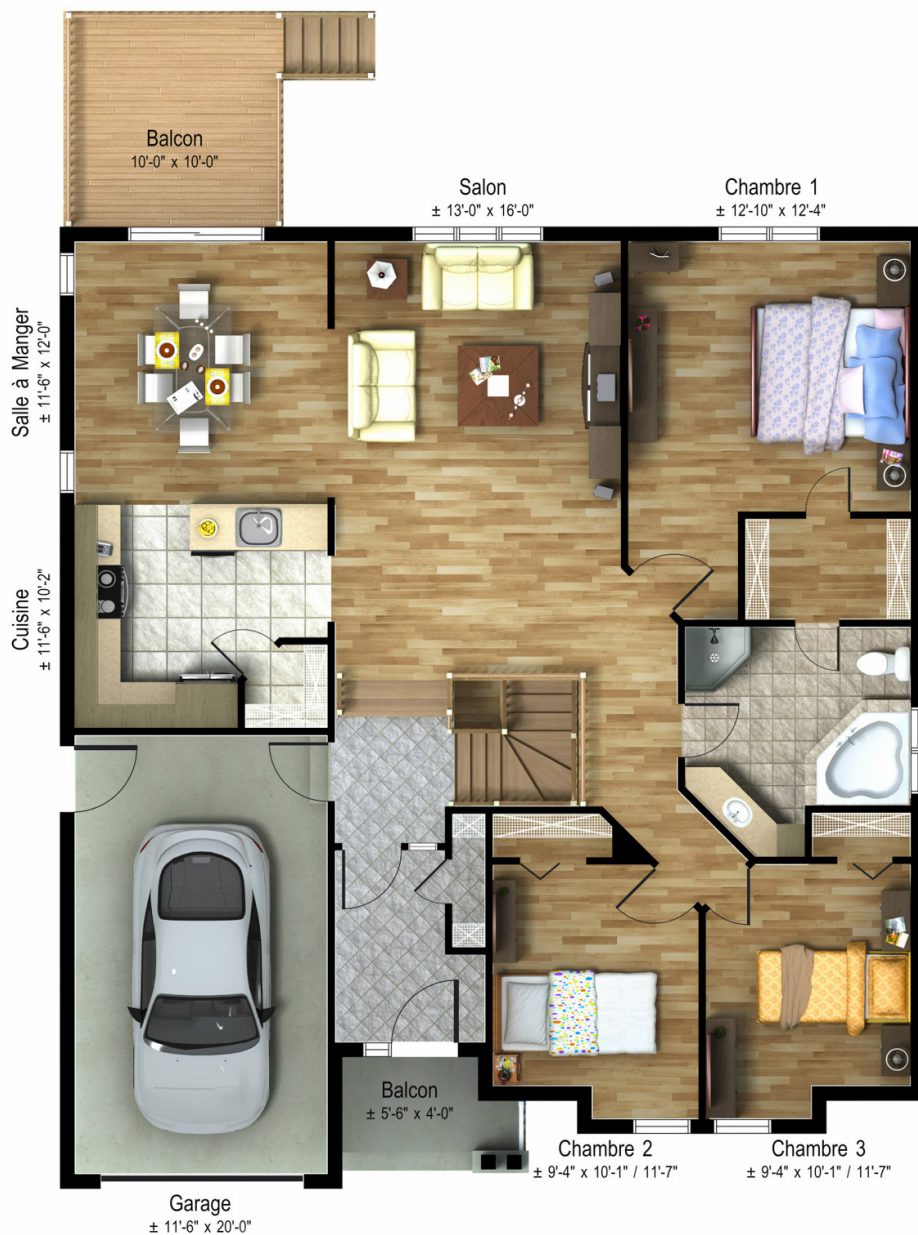 Balcon
10'-0" x 10'-0"
Salon
± 13'-0" x 16'-0"
Chambre 1
± 12'-10" x 12'-4"
Salle à Manger
± 11'-6" x 12'-0"
Cuisine
± 11'-6" x 10'-2"
Balcon
± 5'-6" x 4'-0"
Chambre 2
± 9'-4" x 10'-1" / 11'-7"
Chambre 3
± 9'-4" x 10'-1" / 11'-7"
Garage
± 11'-6" x 20'-0"